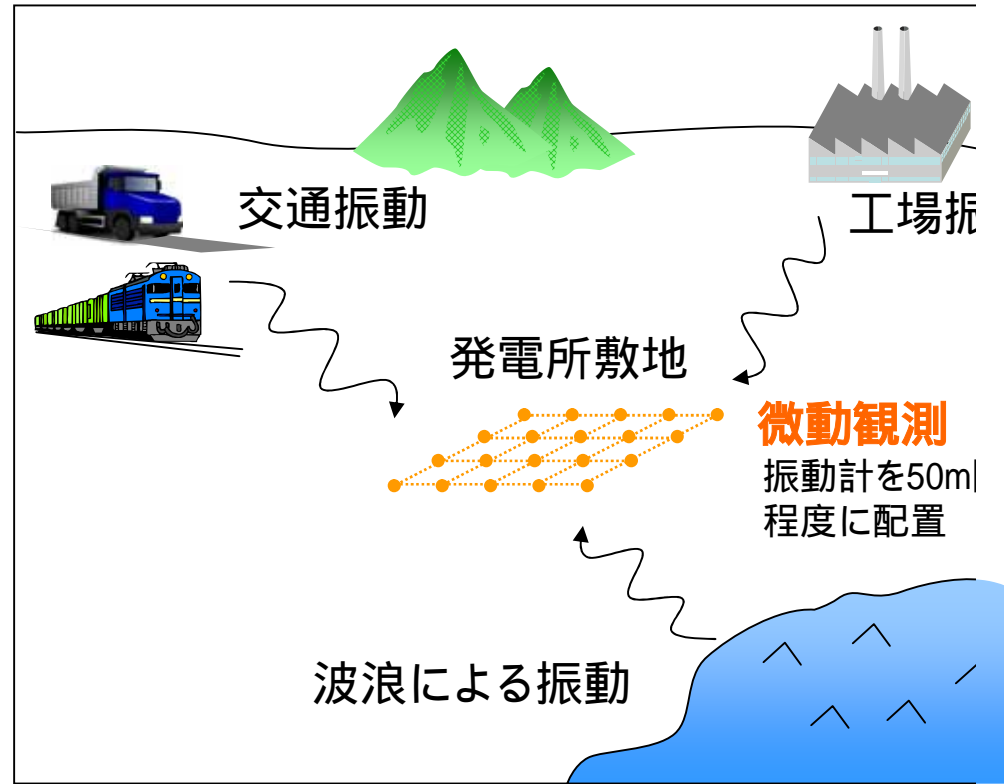 交通振動
工場振
発電所敷地
微動観測
振動計を50m
程度に配置
波浪による振動